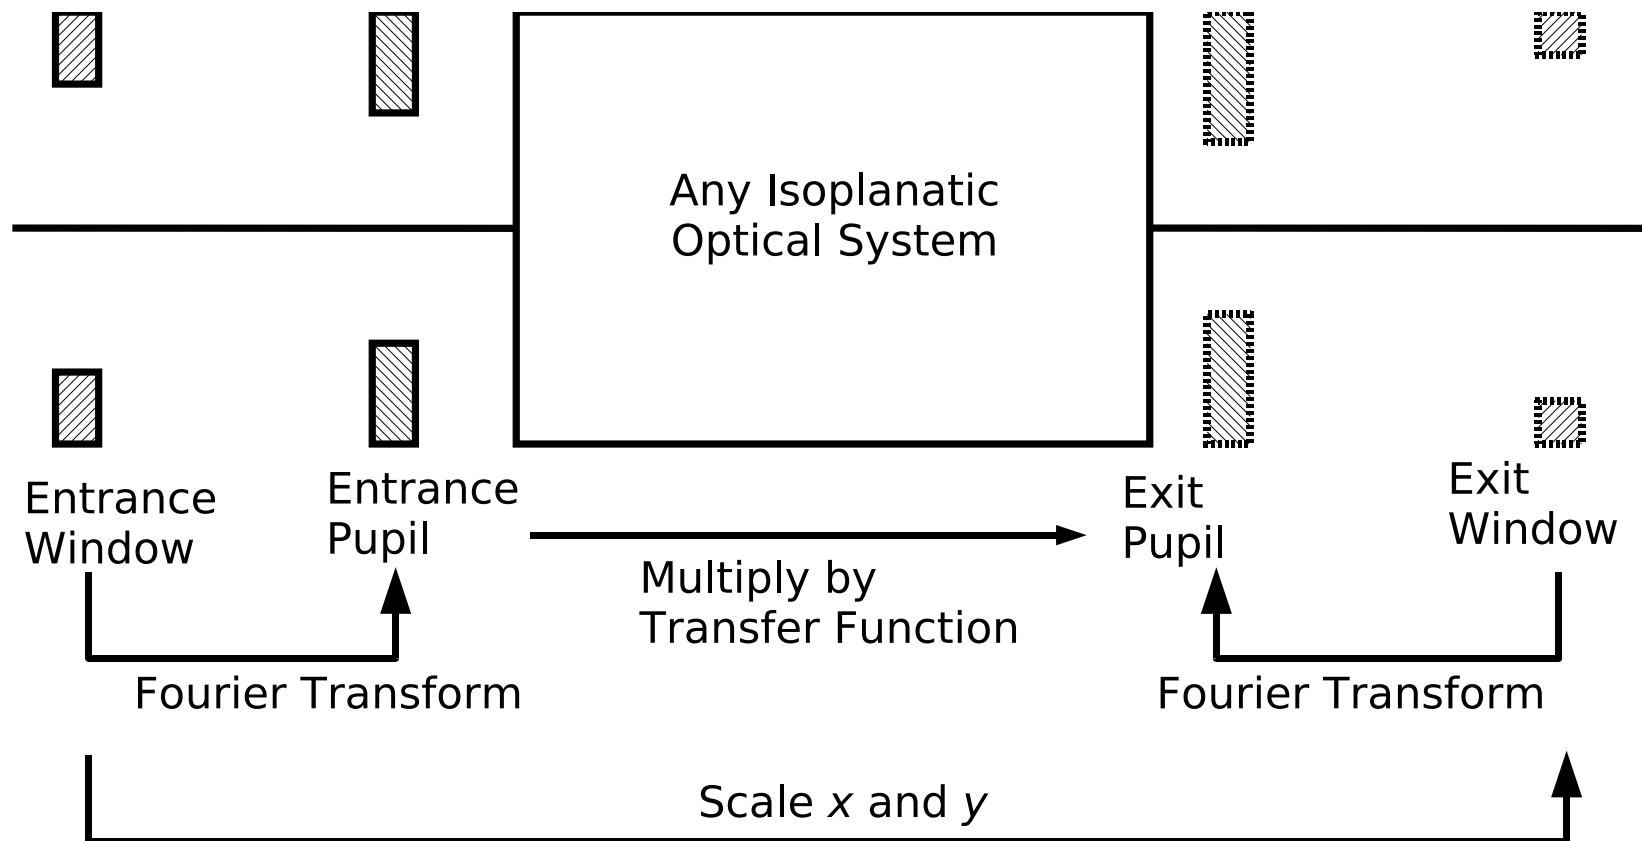 Any Isoplanatic
Optical System
Entrance
Window
Entrance
Pupil
Exit
Pupil
Exit
Window
Multiply by
Transfer Function
Fourier Transform
Fourier Transform
Scale x and y